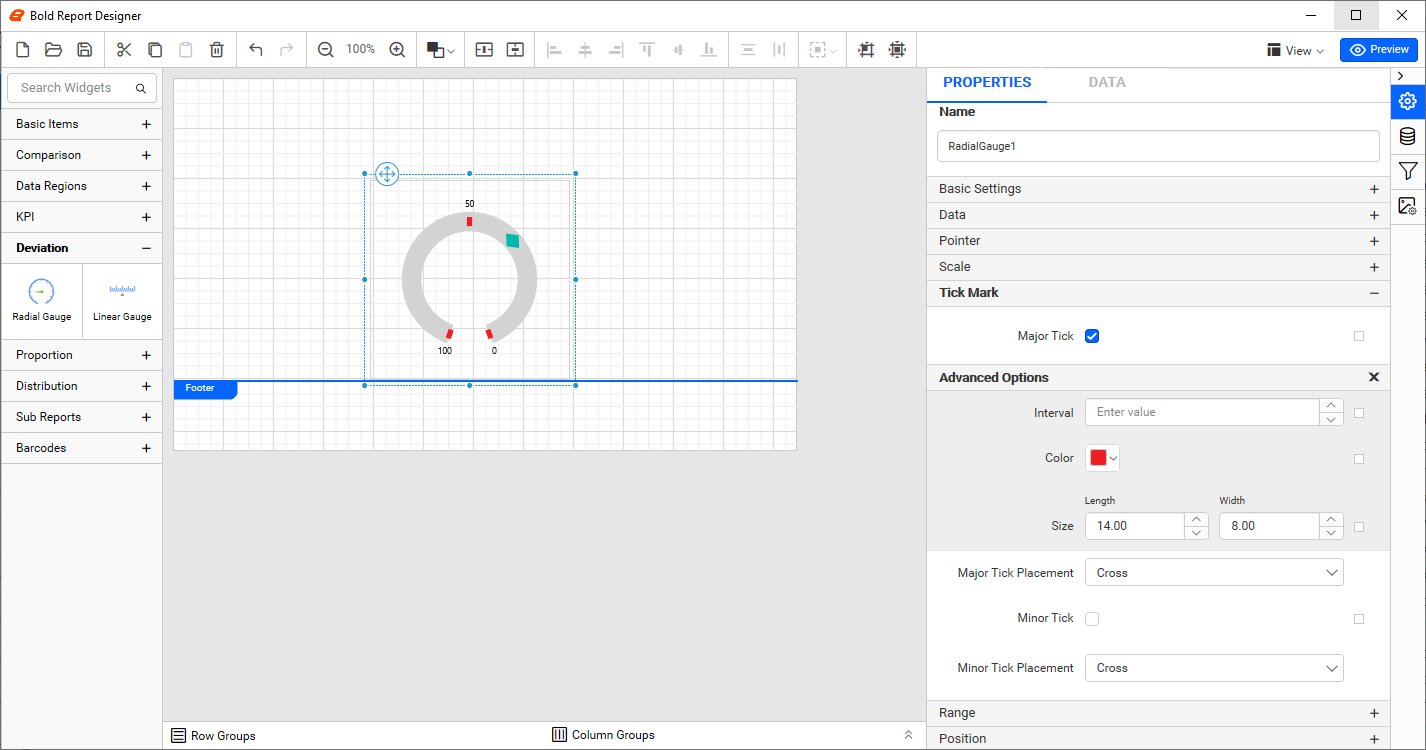 Bold Report Designer
100%
View
Preview
Search Widgets
Basic Items
Comparison
Data Regions
KPI
Deviation
Radial Gauge
Linear Gauge
Proportion
Distribution
Sub Reports
Barcodes
50
100
0
Footer
Row Groups
Column Groups
PROPERTIES
DATA
Name
RadialGauge1
Basic Settings
Data
Pointer
Scale
Tick Mark
Major Tick
Advanced Options
Interval
Enter value
Color
Length
Width
Size
14.00
8.00
Major Tick Placement
Cross
Minor Tick
Minor Tick Placement
Cross
Range
Position